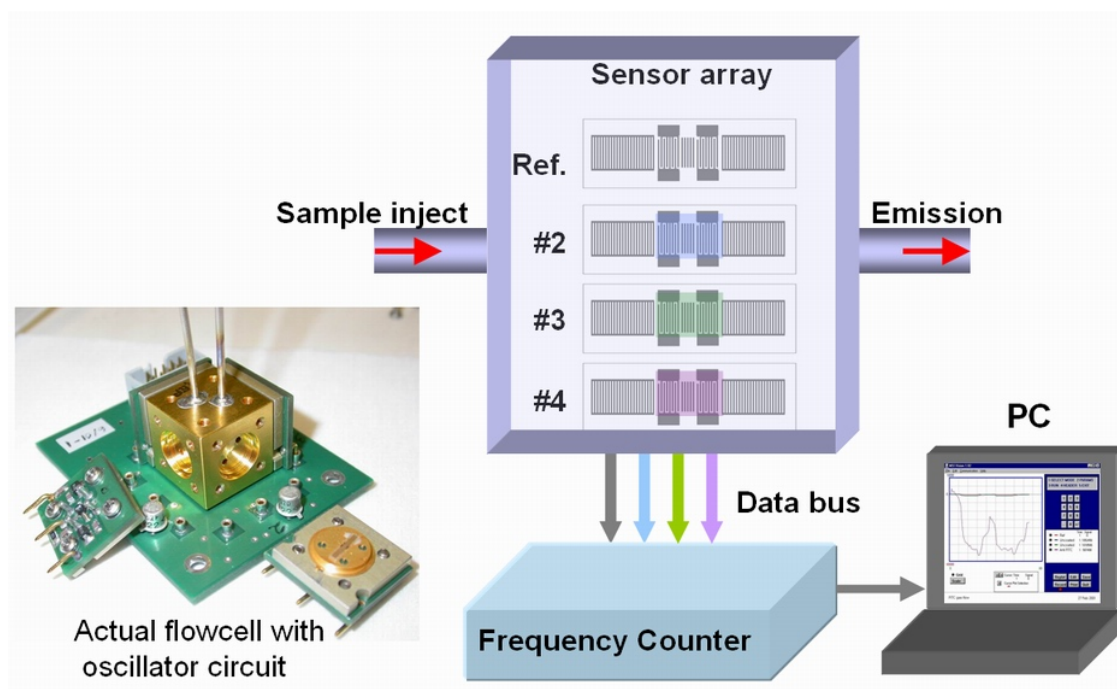 Sensor array
Ref.
Sample inject
Emission
#2
#3
#4
PC
Data bus
Frequency Counter
Actual flowcell with
oscillator circuit